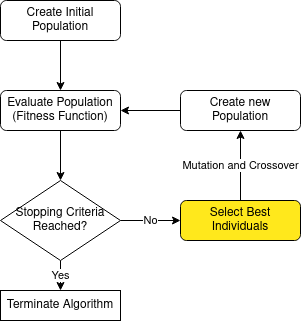 Create Initial
Population
Evaluate Population
(Fitness Function)
Create new
Population
Mutation and Crossover
Stopping Criteria
Reached?
No
Select Best
Individuals
Yes
Terminate Algorithm